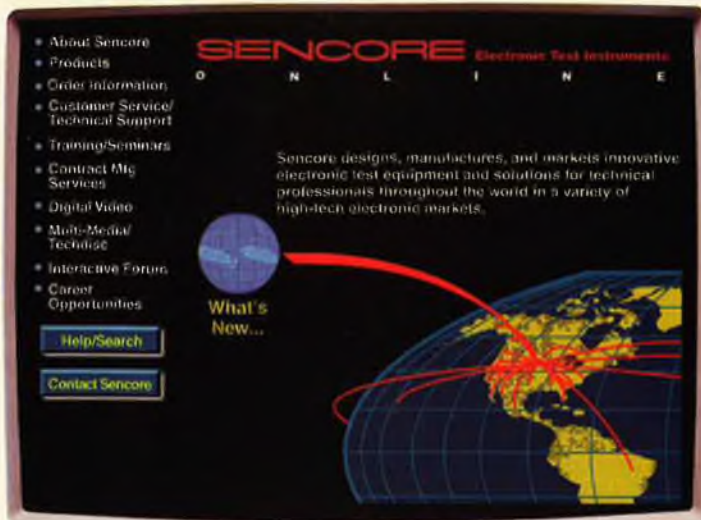 About Sencore
Products
Order Information
Customer Service/
Technical Support
Training/Seminars
Contract Mfg
Services
Digital Video
Multi-Media/
Techdisc
Interactive Forum
Career
Opportunities
Help/Search
Contact Sencore
SENCORE Electronic Test Instruments
O N L I N E
Sencore designs, manufactures, and markets innovative
electronic test equipment and solutions for technical
professionals throughout the world in a variety of
high-tech electronic markets.
What's
New...